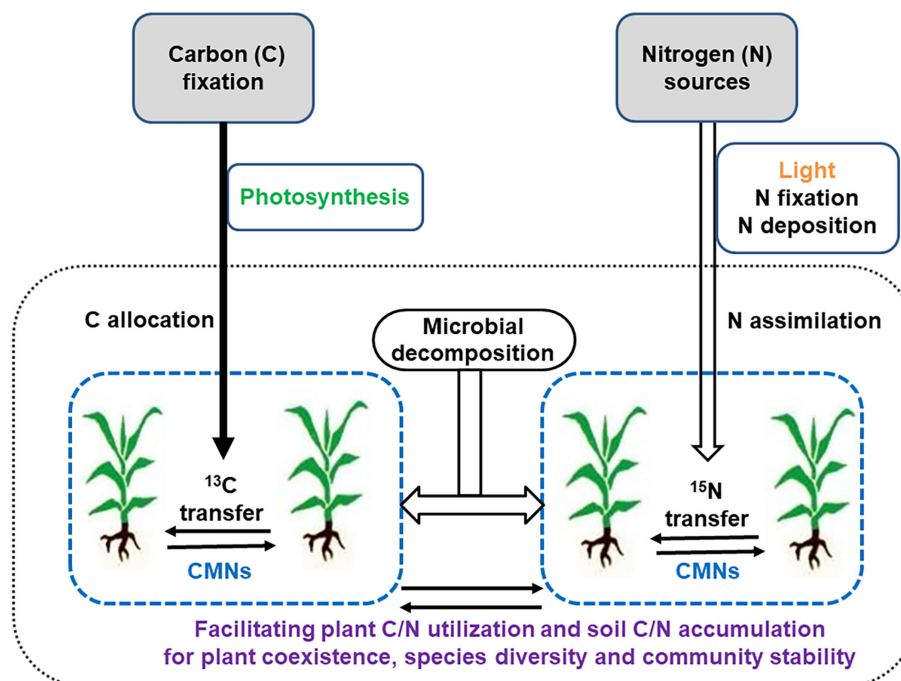 Carbon (C)
fixation
Nitrogen (N)
sources
Photosynthesis
Light
N fixation
N deposition
C allocation
Microbial
decomposition
N assimilation
¹³C
transfer
CMNs
¹⁵N
transfer
CMNs
Facilitating plant C/N utilization and soil C/N accumulation
for plant coexistence, species diversity and community stability